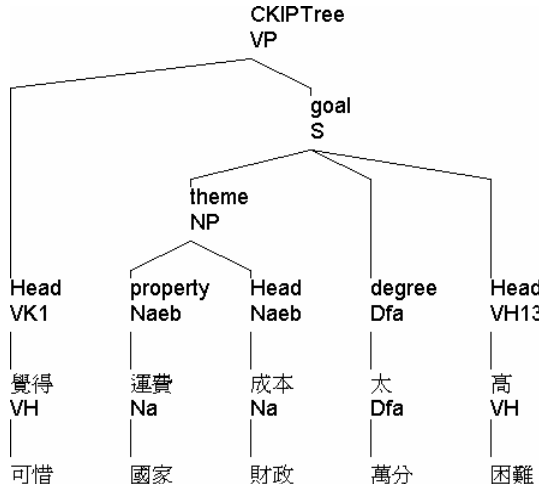 CKIPTree
VP
goal
S
theme
NP
Head property Head degree Head
VK1 Naeb Naeb Dfa VH13
覺得 運費 成本 太 高
VH Na Na Dfa VH
可惜 國家 財政 萬分 困難